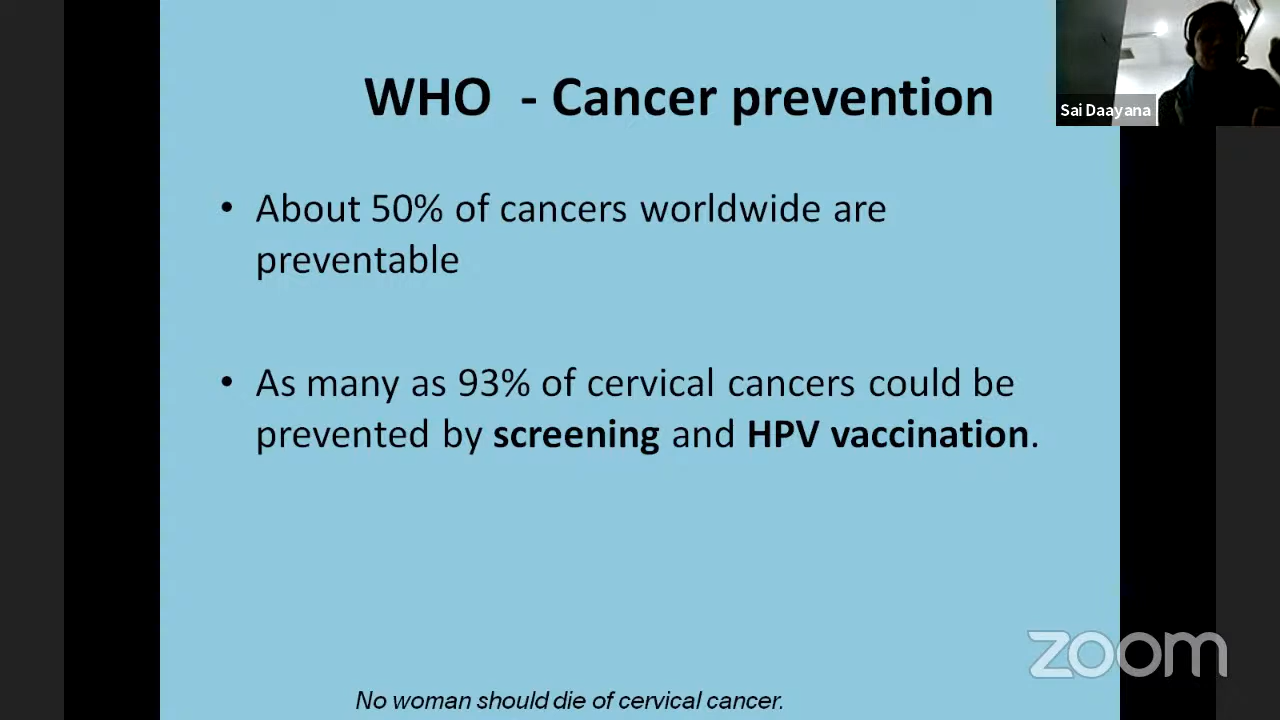 WHO - Cancer prevention
Sai Daayana
• About 50% of cancers worldwide are
preventable
• As many as 93% of cervical cancers could be
prevented by screening and HPV vaccination.
zoom
No woman should die of cervical cancer.